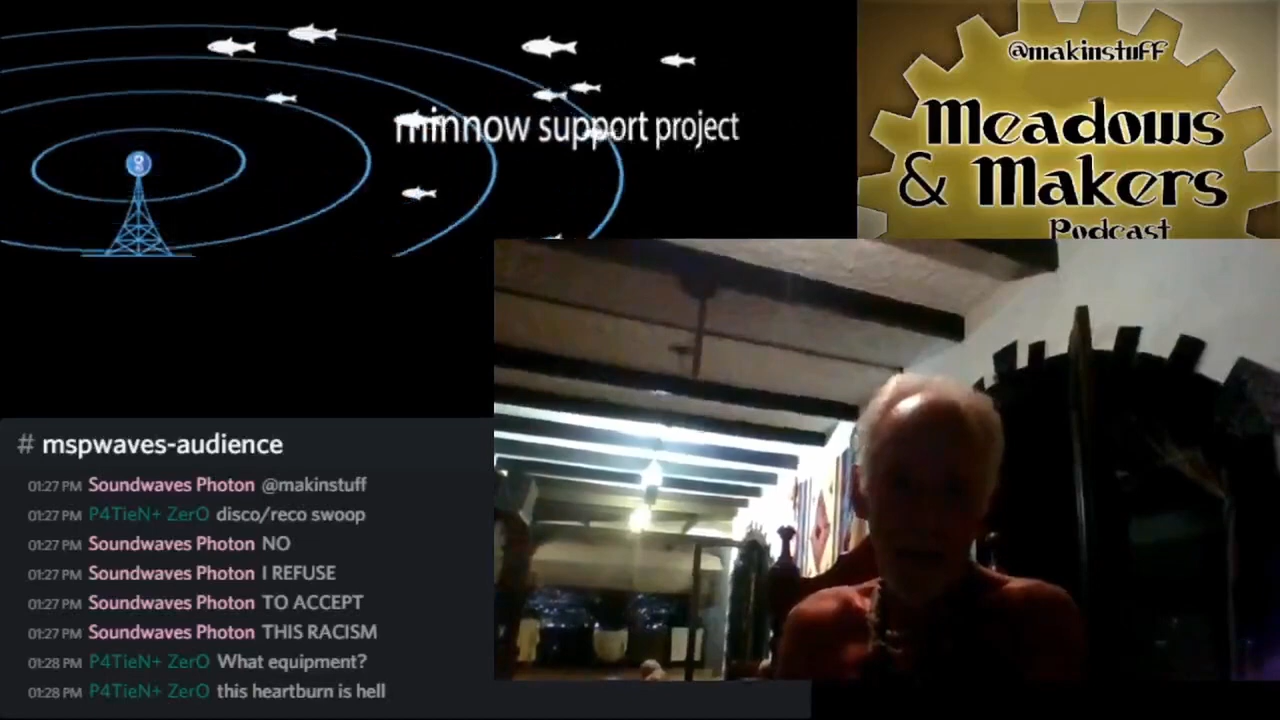 minnow support project
@makinstuff
Meadows
& Makers
Podcast
# mspwaves-audience
01:27 PM Soundwaves Photon @makinstuff
01:27 PM P4TieN+ ZerO disco/reco swoop
01:27 PM Soundwaves Photon NO
01:27 PM Soundwaves Photon I REFUSE
01:27 PM Soundwaves Photon TO ACCEPT
01:27 PM Soundwaves Photon THIS RACISM
01:28 PM P4TieN+ ZerO What equipment?
01:28 PM P4TieN+ ZerO this heartburn is hell